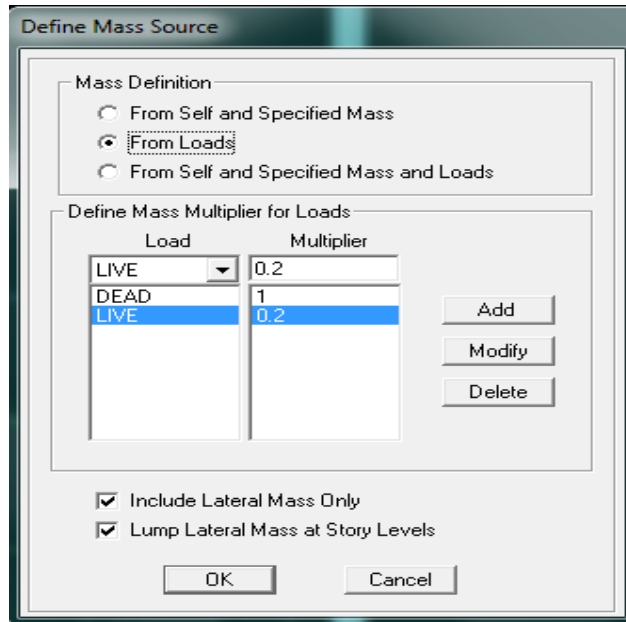 Define Mass Source
Mass Definition
From Self and Specified Mass
From Loads
From Self and Specified Mass and Loads
Define Mass Multiplier for Loads
Load Multiplier
LIVE 0.2
DEAD 1
LIVE 0.2
Add
Modify
Delete
Include Lateral Mass Only
Lump Lateral Mass at Story Levels
OK Cancel